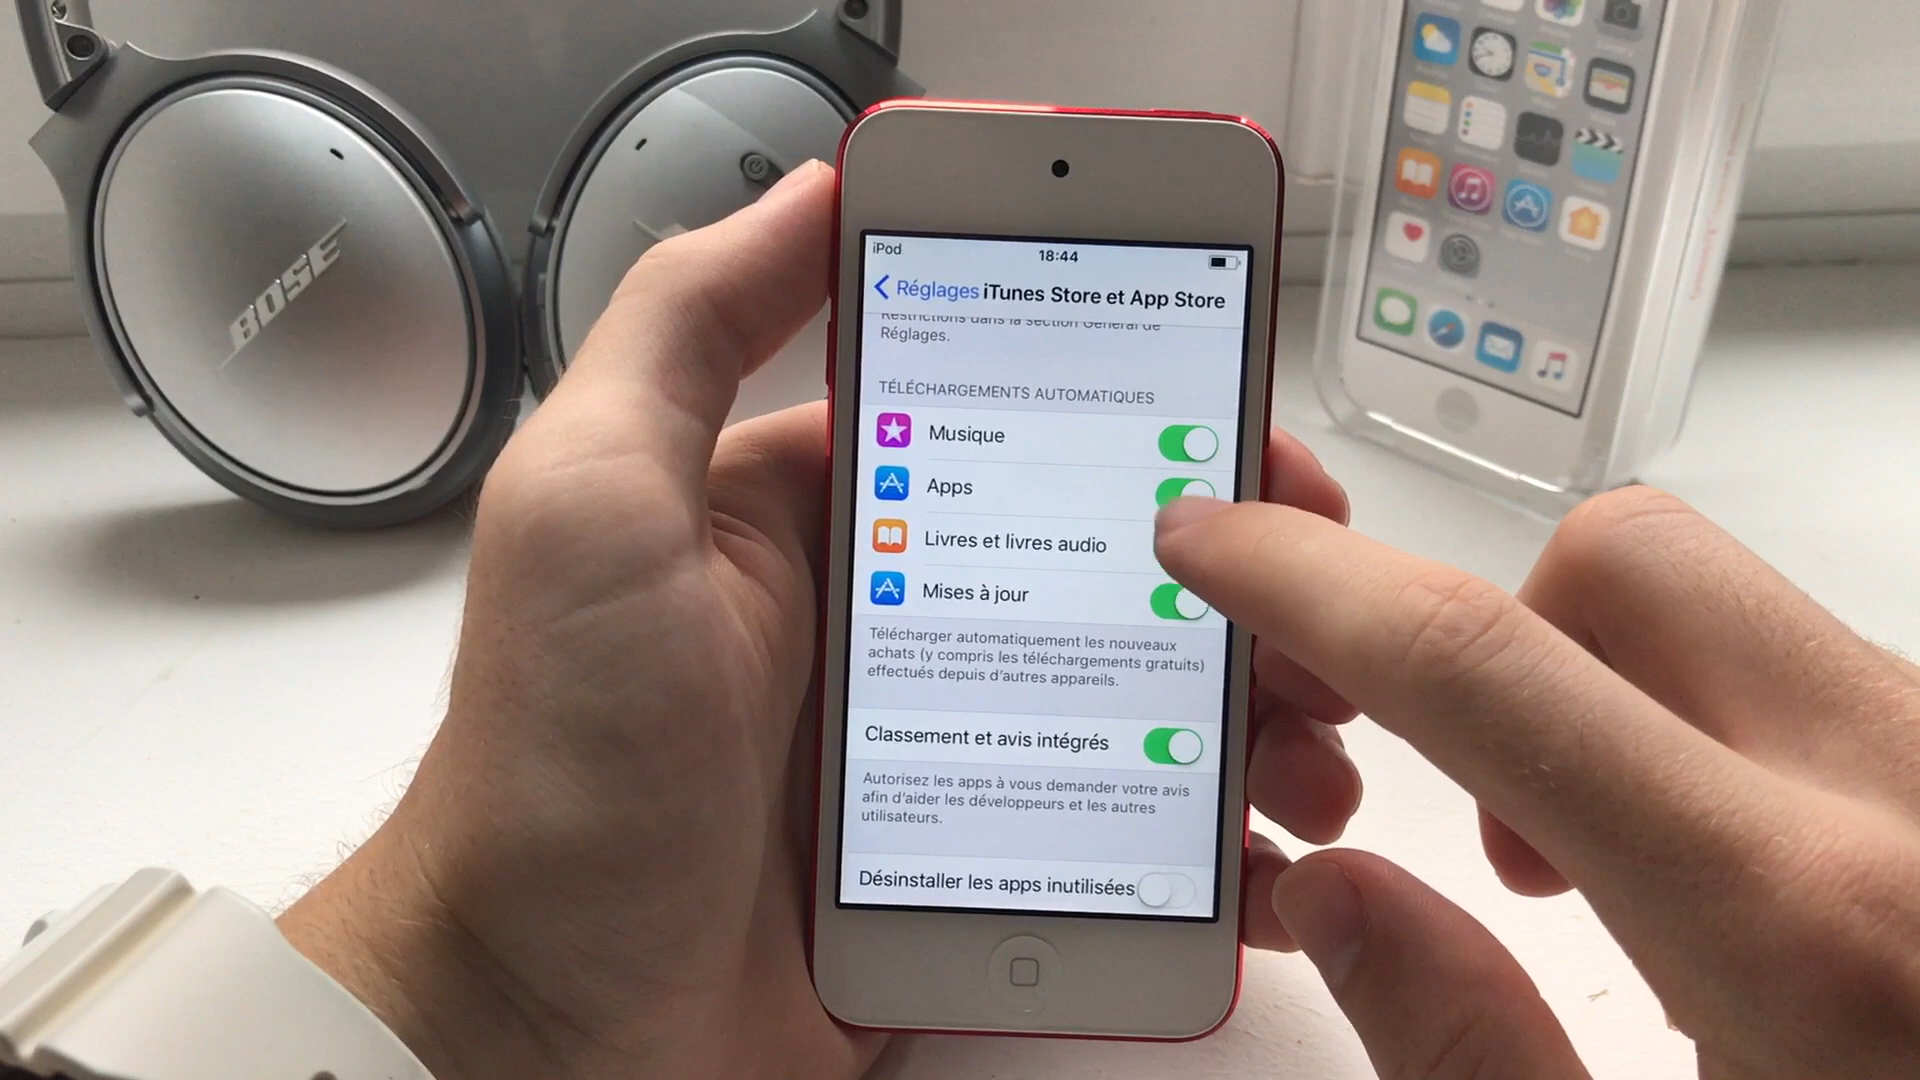 BOSE
iPod
18:44
Réglages
iTunes Store et App Store
Restrictions dans la section Général de
Réglages.
TÉLÉCHARGEMENTS AUTOMATIQUES
Musique
Apps
Livres et livres audio
Mises à jour
Télécharger automatiquement les nouveaux
achats (y compris les téléchargements gratuits)
effectués depuis d'autres appareils.
Classement et avis intégrés
Autorisez les apps à vous demander votre avis
afin d'aider les développeurs et les autres
utilisateurs.
Désinstaller les apps inutilisées